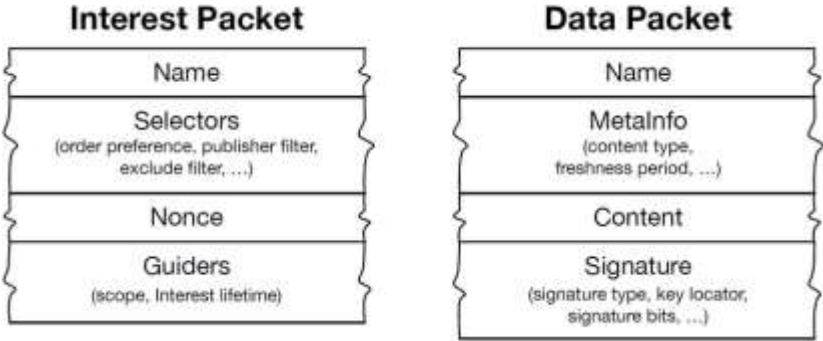 Interest Packet
Name
Selectors
(order preference, publisher filter,
exclude filter, ...)
Nonce
Guiders
(scope, Interest lifetime)
Data Packet
Name
MetaInfo
(content type,
freshness period, ...)
Content
Signature
(signature type, key locator,
signature bits, ...)